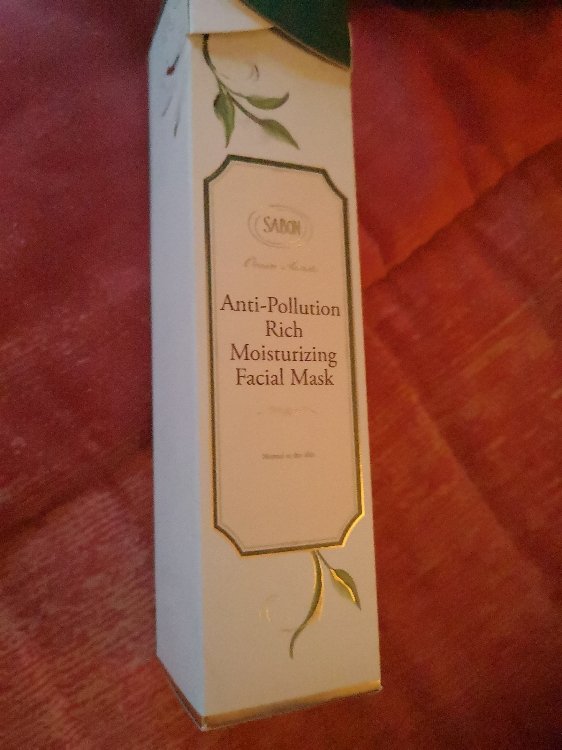 SABON
Anti-Pollution
Rich
Moisturizing
Facial Mask